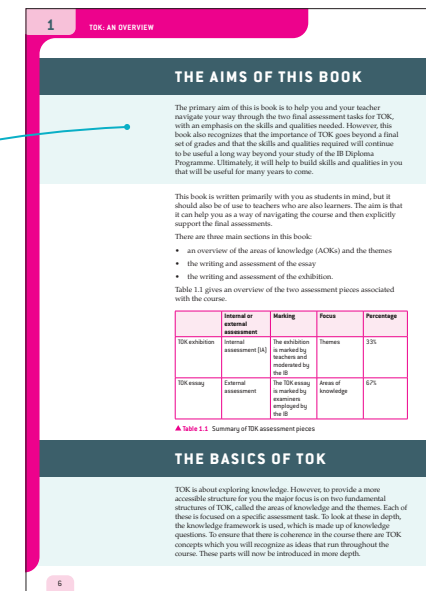 1
TOK: AN OVERVIEW
THE AIMS OF THIS BOOK
The primary aim of this is book is to help you and your teacher
navigate your way through the two final assessment tasks for TOK,
with an emphasis on the skills and qualities needed. However, this
book also recognizes that the importance of TOK goes beyond a final
set of grades and that the skills and qualities required will continue
to be useful a long way beyond your study of the IB Diploma
Programme. Ultimately, it will help to build skills and qualities in you
that will be useful for many years to come.
This book is written primarily with you as students in mind, but it
should also be of use to teachers who are also learners. The aim is that
it can help you as a way of navigating the course and then explicitly
support the final assessments.
There are three main sections in this book:
• an overview of the areas of knowledge (AOKs) and the themes
• the writing and assessment of the essay
• the writing and assessment of the exhibition.
Table 1.1 gives an overview of the two assessment pieces associated
with the course.
Internal or external assessment Marking Focus Percentage
TOK exhibition Internal assessment [IA] The exhibition is marked by teachers and moderated by the IB Themes 33%
TOK essay External assessment The TOK essay is marked by examiners employed by the IB Areas of knowledge 67%
▲ Table 1.1 Summary of TOK assessment pieces
THE BASICS OF TOK
TOK is about exploring knowledge. However, to provide a more
accessible structure for you the major focus is on two fundamental
structures of TOK, called the areas of knowledge and the themes. Each of
these is focused on a specific assessment task. To look at these in depth,
the knowledge framework is used, which is made up of knowledge
questions. To ensure that there is coherence in the course there are TOK
concepts which you will recognize as ideas that run throughout the
course. These parts will now be introduced in more depth.
6